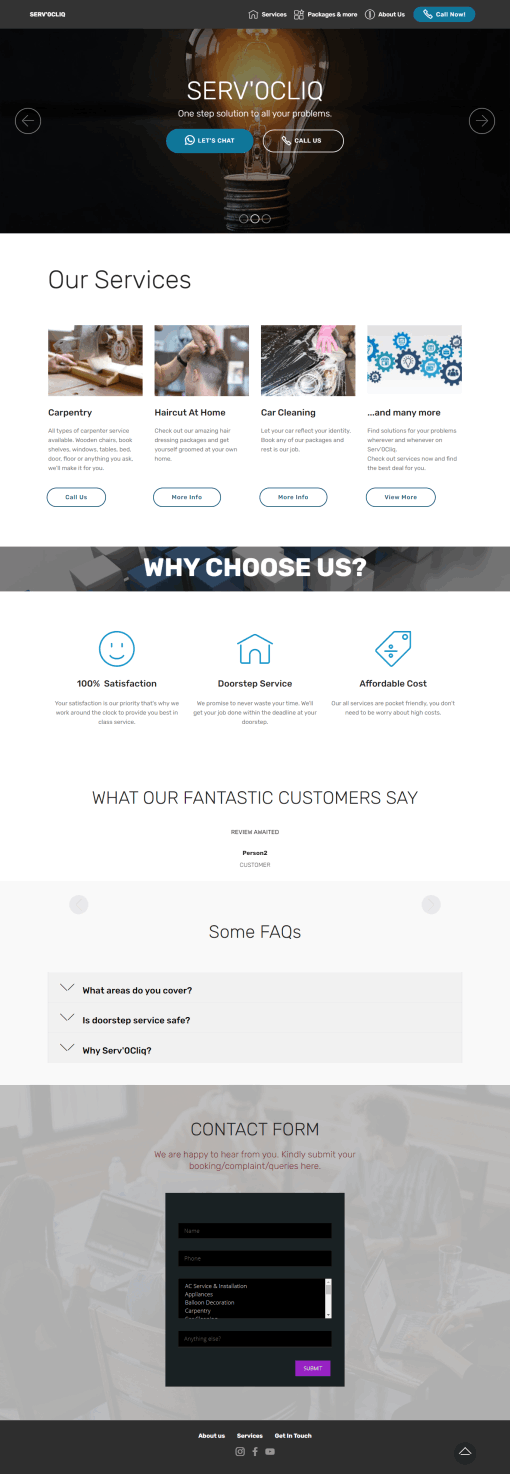 SERV'OCLIQ
Services
Packages & more
About Us
Call Now!
SERV'OCLIQ
One step solution to all your problems.
LET'S CHAT
CALL US
Our Services
Carpentry
All types of carpenter service
available. Wooden chairs, book
shelves, windows, tables, bed,
door, floor or anything you ask,
we'll make it for you.
Call Us
Haircut At Home
Check out our amazing hair
dressing packages and get
yourself groomed at your own
home.
More Info
Car Cleaning
Let your car reflect your identity.
Book any of our packages and
rest is our job.
More Info
...and many more
Find solutions for your problems
wherever and whenever on
Serv'OCliq.
Check out services now and find
the best deal for you.
View More
WHY CHOOSE US?
100% Satisfaction
Your satisfaction is our priority that's why we
work around the clock to provide you best in
class service.
Doorstep Service
We promise to never waste your time. We'll
get your job done within the deadline at your
doorstep.
Affordable Cost
Our all services are pocket friendly, you don't
need to be worry about high costs.
WHAT OUR FANTASTIC CUSTOMERS SAY
REVIEW AWAITED
Person2
CUSTOMER
Some FAQs
What areas do you cover?
Is doorstep service safe?
Why Serv'OCliq?
CONTACT FORM
We are happy to hear from you. Kindly submit your
booking/complaint/queries here.
Name
Phone
AC Service & Installation
Appliances
Balloon Decoration
Carpentry
Car Cleaning
Anything else?
SUBMIT
About us
Services
Get In Touch